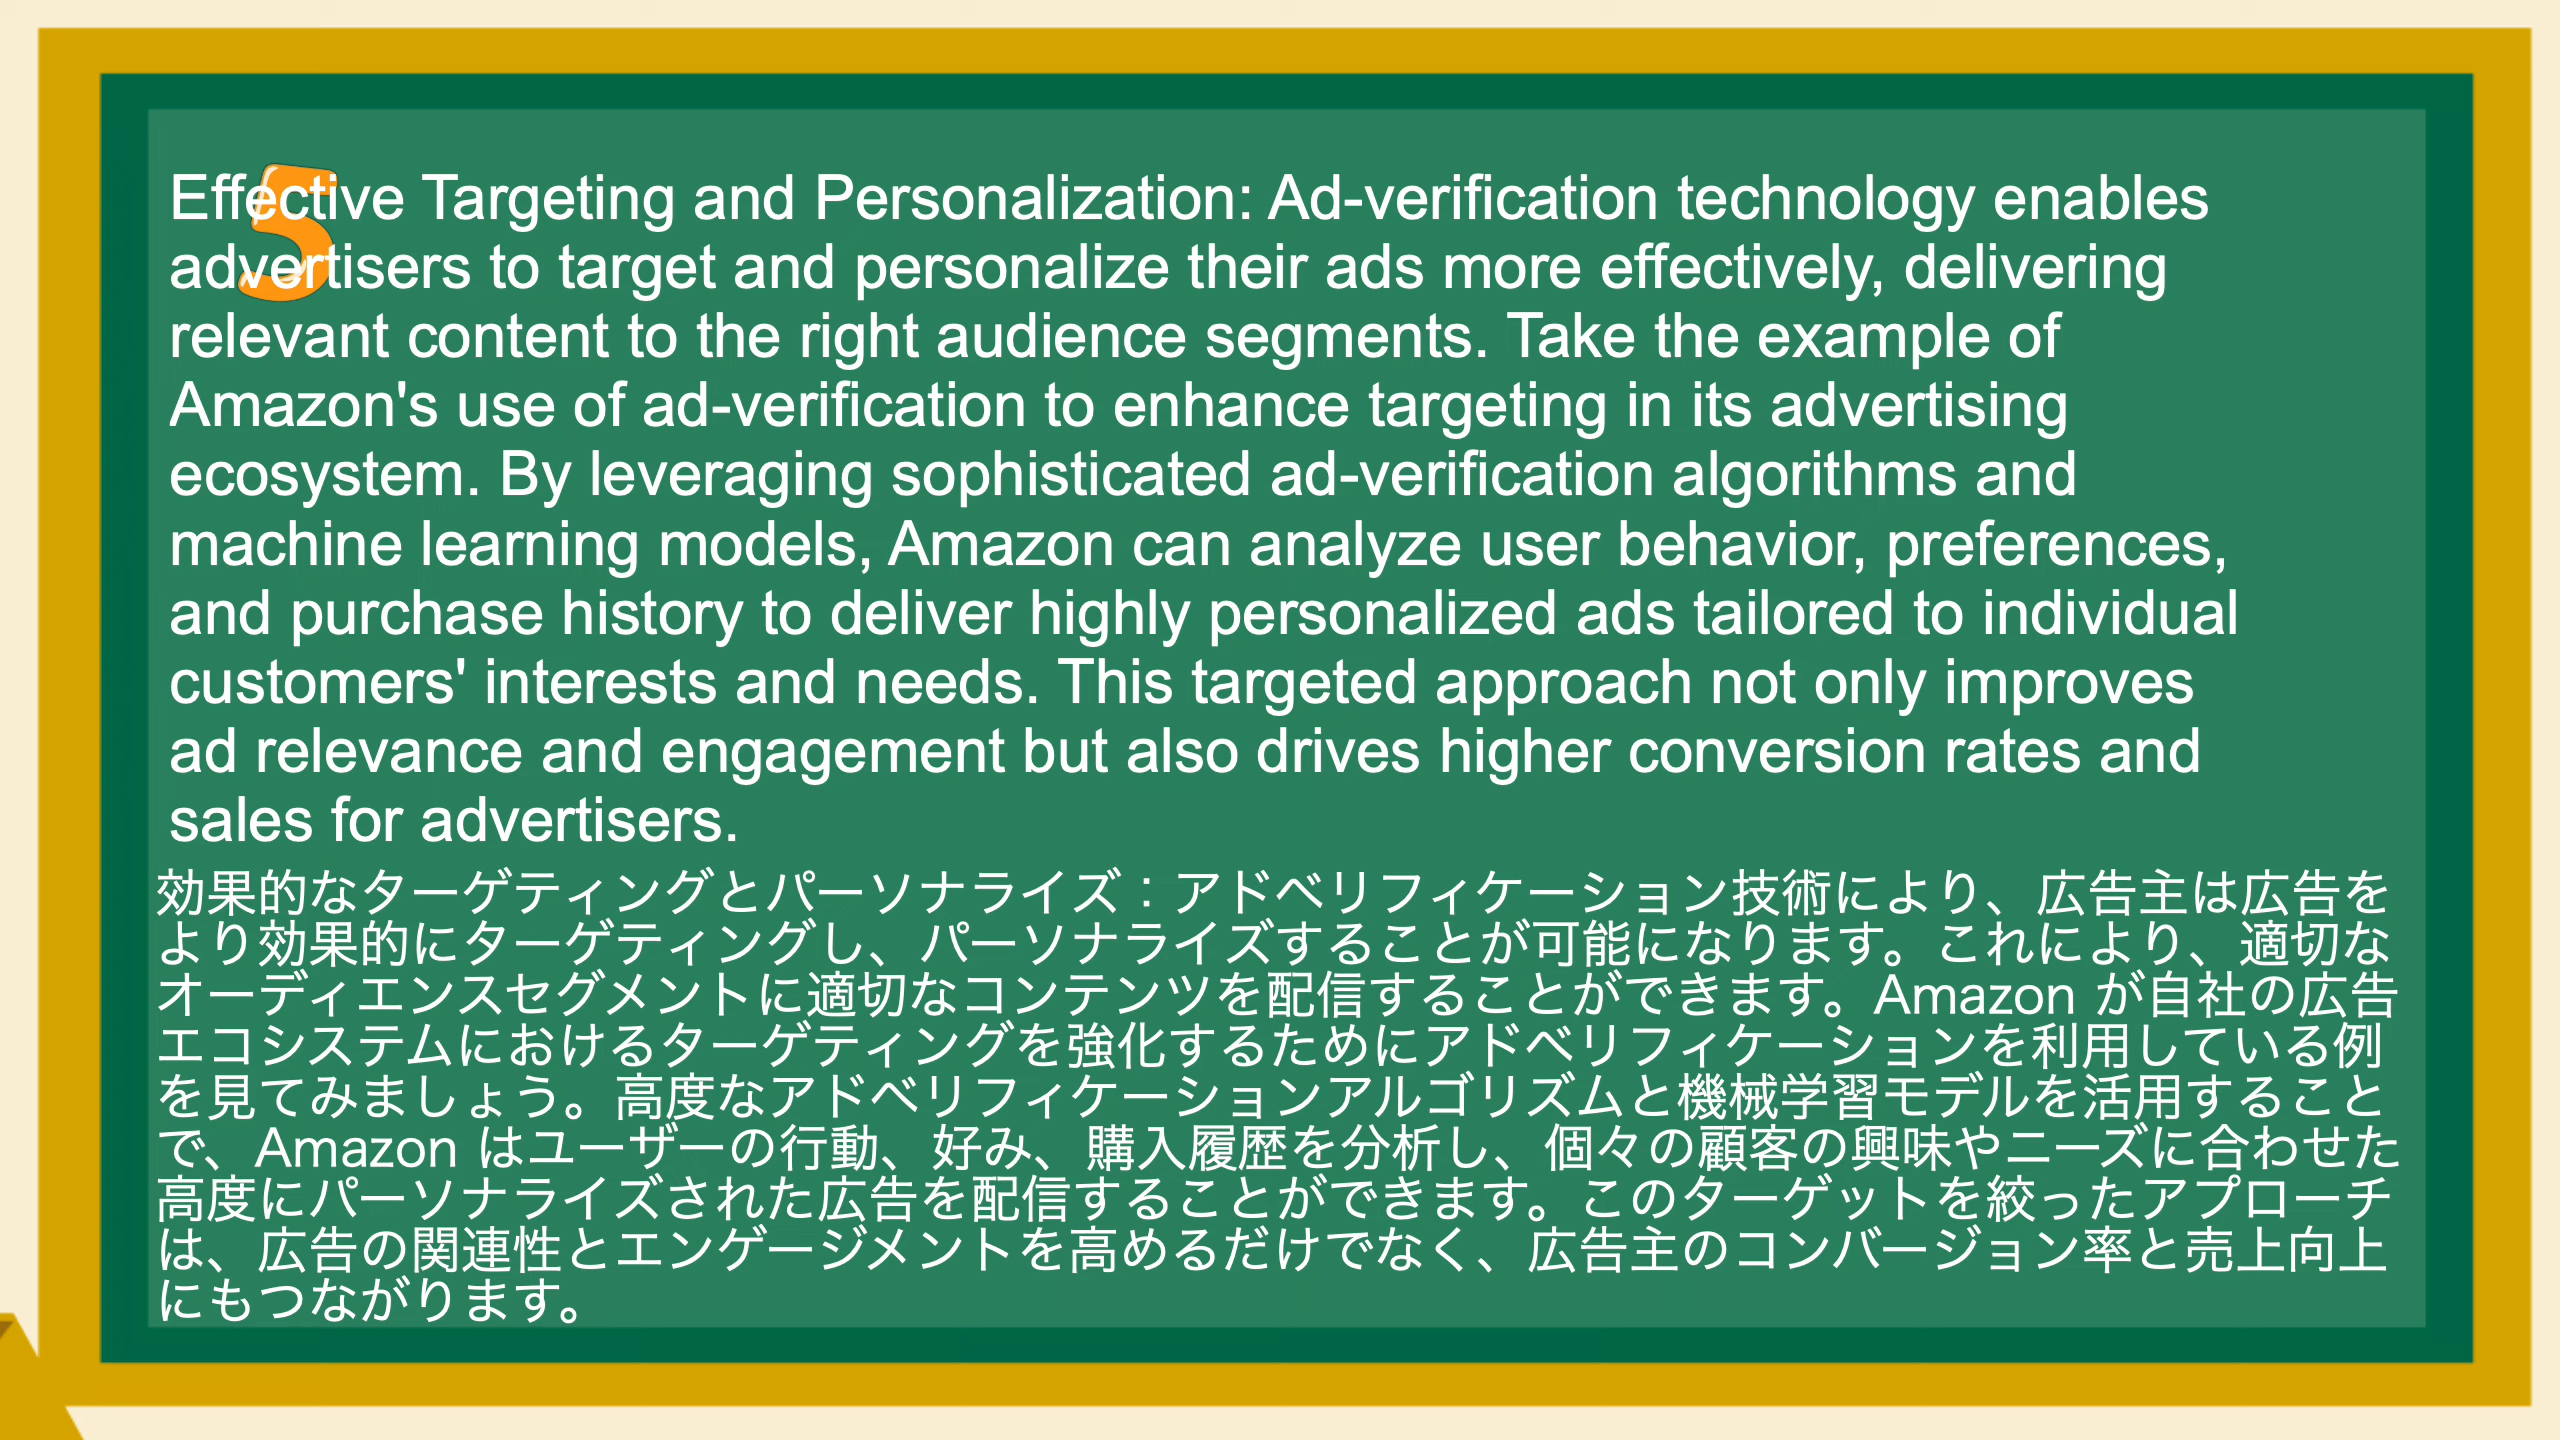 5
Effective Targeting and Personalization: Ad-verification technology enables
advertisers to target and personalize their ads more effectively, delivering
relevant content to the right audience segments. Take the example of
Amazon's use of ad-verification to enhance targeting in its advertising
ecosystem. By leveraging sophisticated ad-verification algorithms and
machine learning models, Amazon can analyze user behavior, preferences,
and purchase history to deliver highly personalized ads tailored to individual
customers' interests and needs. This targeted approach not only improves
ad relevance and engagement but also drives higher conversion rates and
sales for advertisers.
効果的なターゲティングとパーソナライズ：アドベリフィケーション技術により、広告主は広告を
より効果的にターゲティングし、パーソナライズすることが可能になります。これにより、適切な
オーディエンスセグメントに適切なコンテンツを配信することができます。Amazon が自社の広告
エコシステムにおけるターゲティングを強化するためにアドベリフィケーションを利用している例
を見てみましょう。高度なアドベリフィケーションアルゴリズムと機械学習モデルを活用すること
で、Amazon はユーザーの行動、好み、購入履歴を分析し、個々の顧客の興味やニーズに合わせた
高度にパーソナライズされた広告を配信することができます。このターゲットを絞ったアプローチ
は、広告の関連性とエンゲージメントを高めるだけでなく、広告主のコンバージョン率と売上向上
にもつながります。